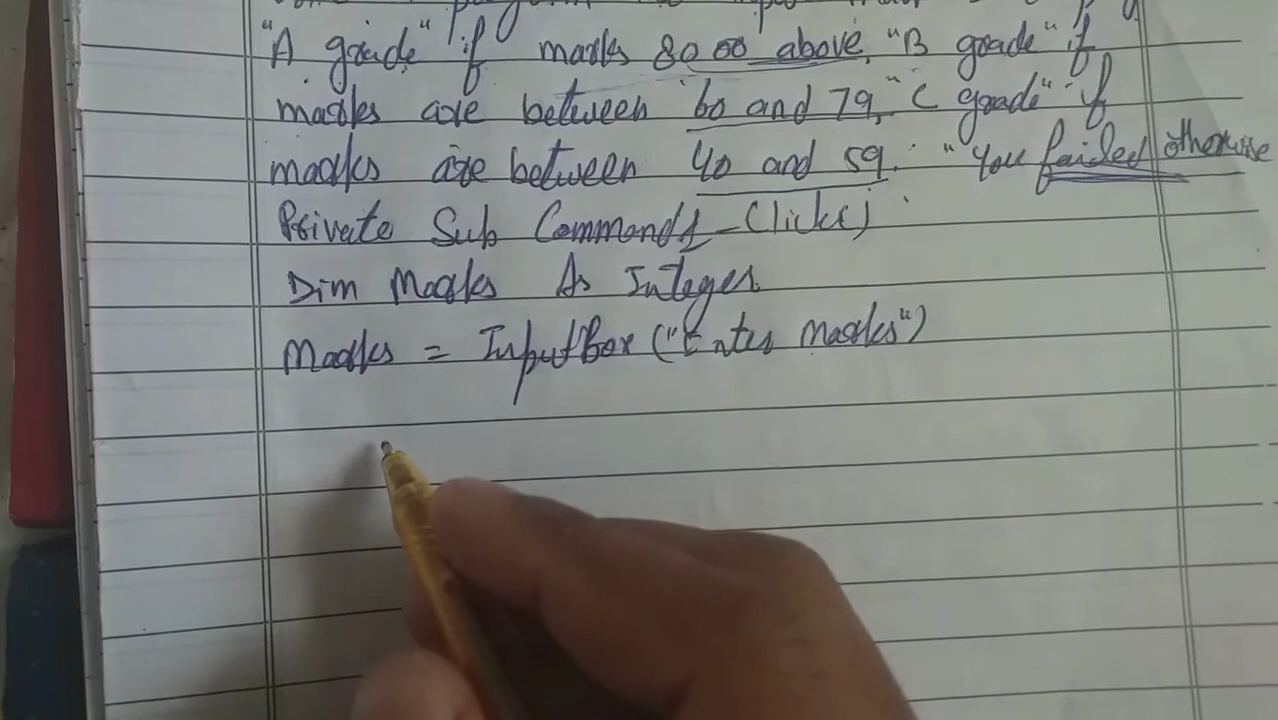 "A grade" if marks 80 or above, "B grade" if
marks are between 60 and 79, "C grade" if
marks are between 40 and 59. "You failed otherwise
Private Sub Command1_Click()
Dim Marks As Integer
Marks = InputBox ("Enter Marks")